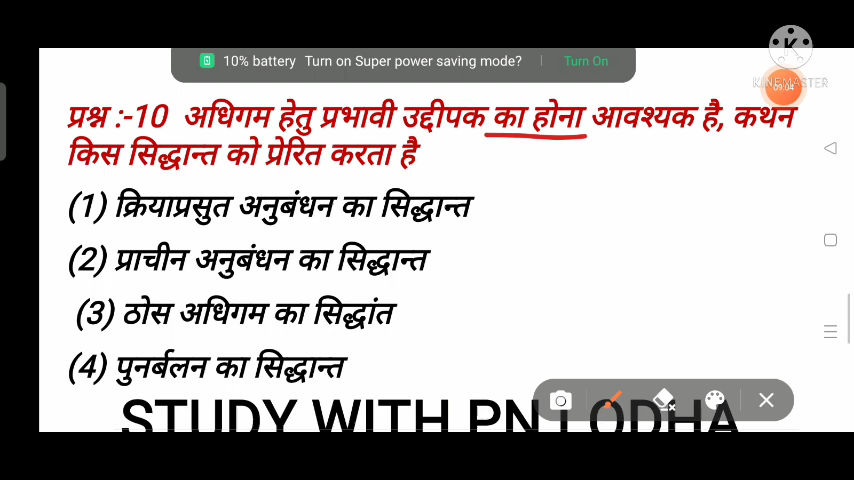 10% battery Turn on Super power saving mode? Turn On
KINEMASTER
09:04
प्रश्न :-10 अधिगम हेतु प्रभावी उद्दीपक का होना आवश्यक है, कथन
किस सिद्धान्त को प्रेरित करता है
(1) क्रियाप्रसुत अनुबंधन का सिद्धान्त
(2) प्राचीन अनुबंधन का सिद्धान्त
(3) ठोस अधिगम का सिद्धांत
(4) पुनर्बलन का सिद्धान्त
STUDY WITH PN LODHA